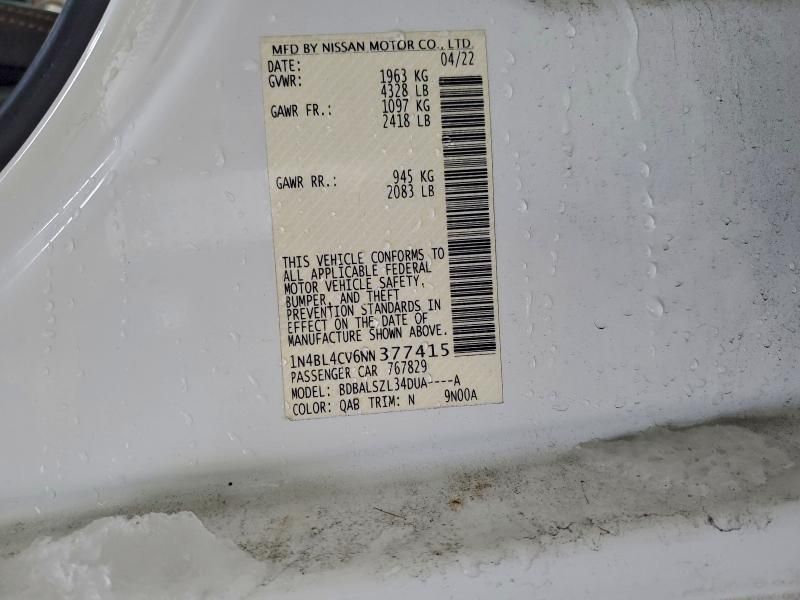 MFD BY NISSAN MOTOR CO., LTD.
DATE: 04/22
GVWR: 1963 KG
4328 LB
GAWR FR.: 1097 KG
2418 LB
GAWR RR.: 945 KG
2083 LB
THIS VEHICLE CONFORMS TO
ALL APPLICABLE FEDERAL
MOTOR VEHICLE SAFETY,
BUMPER, AND THEFT
PREVENTION STANDARDS IN
EFFECT ON THE DATE OF
MANUFACTURE SHOWN ABOVE.
1N4BL4CV6NN377415
PASSENGER CAR 767829
MODEL: BDBALSZL34DUA----A
COLOR: QAB TRIM: N 9N00A